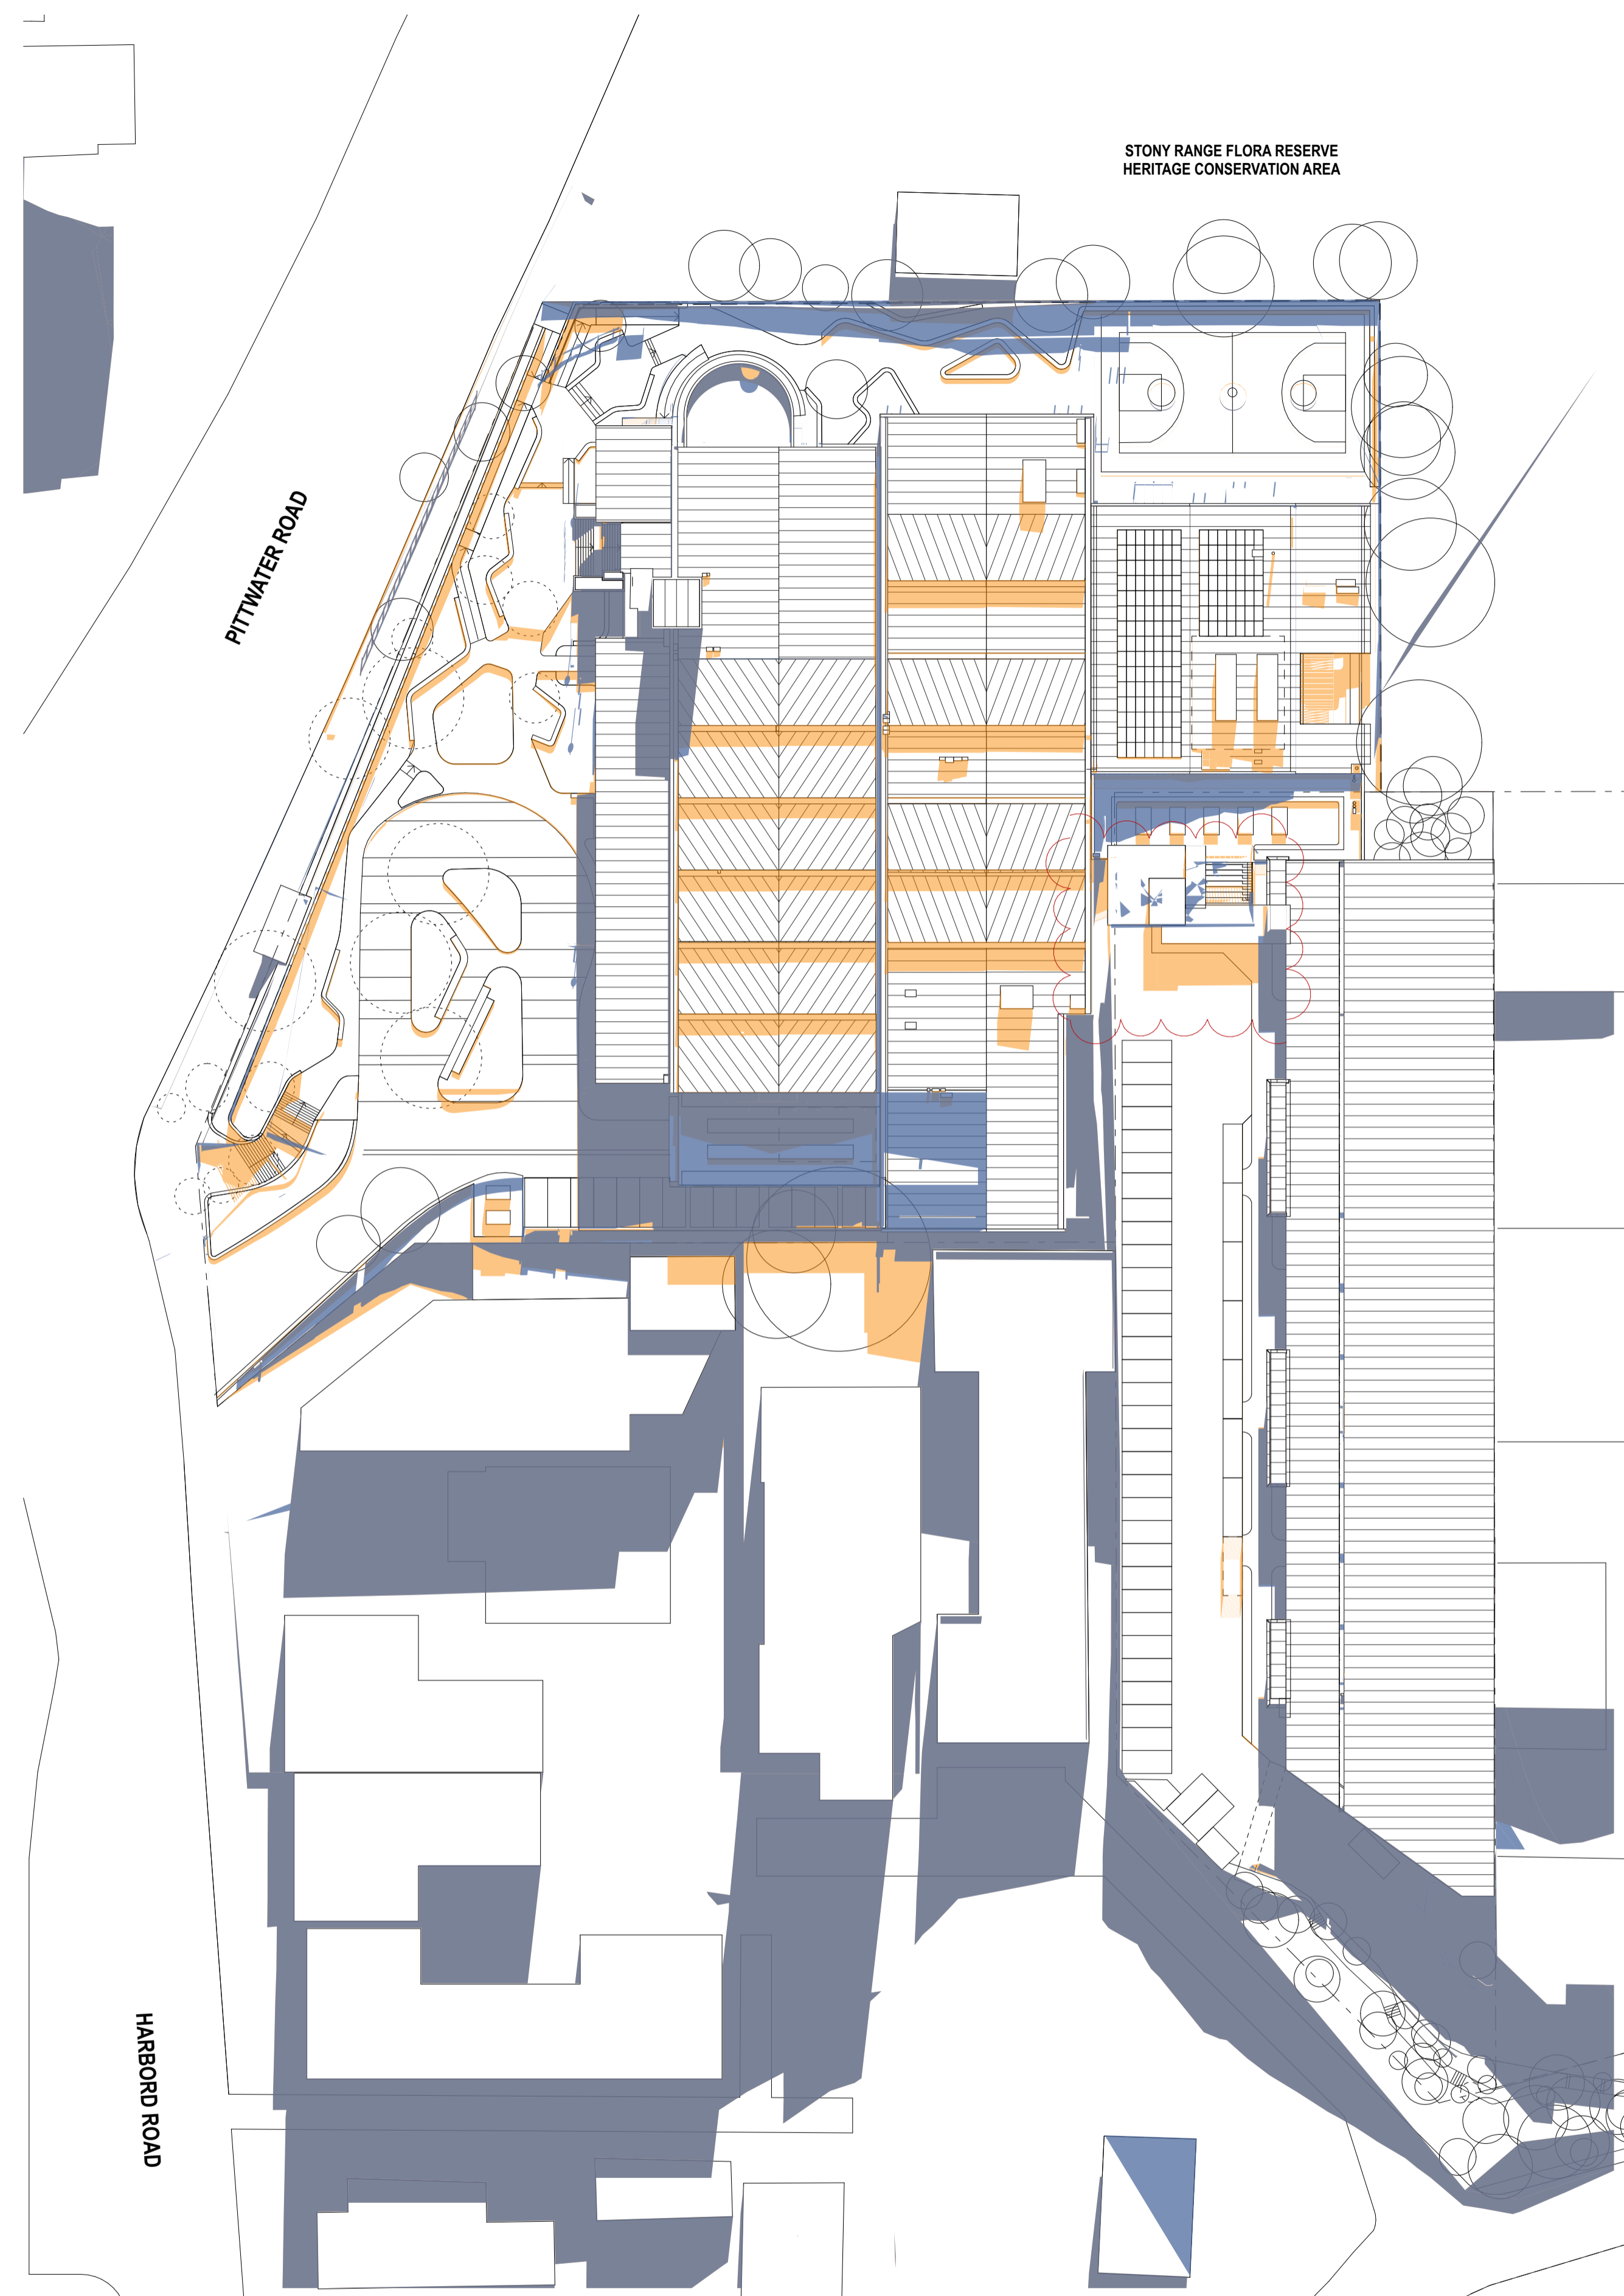 STONY RANGE FLORA RESERVE
HERITAGE CONSERVATION AREA
PITTWATER ROAD
HARBORD ROAD